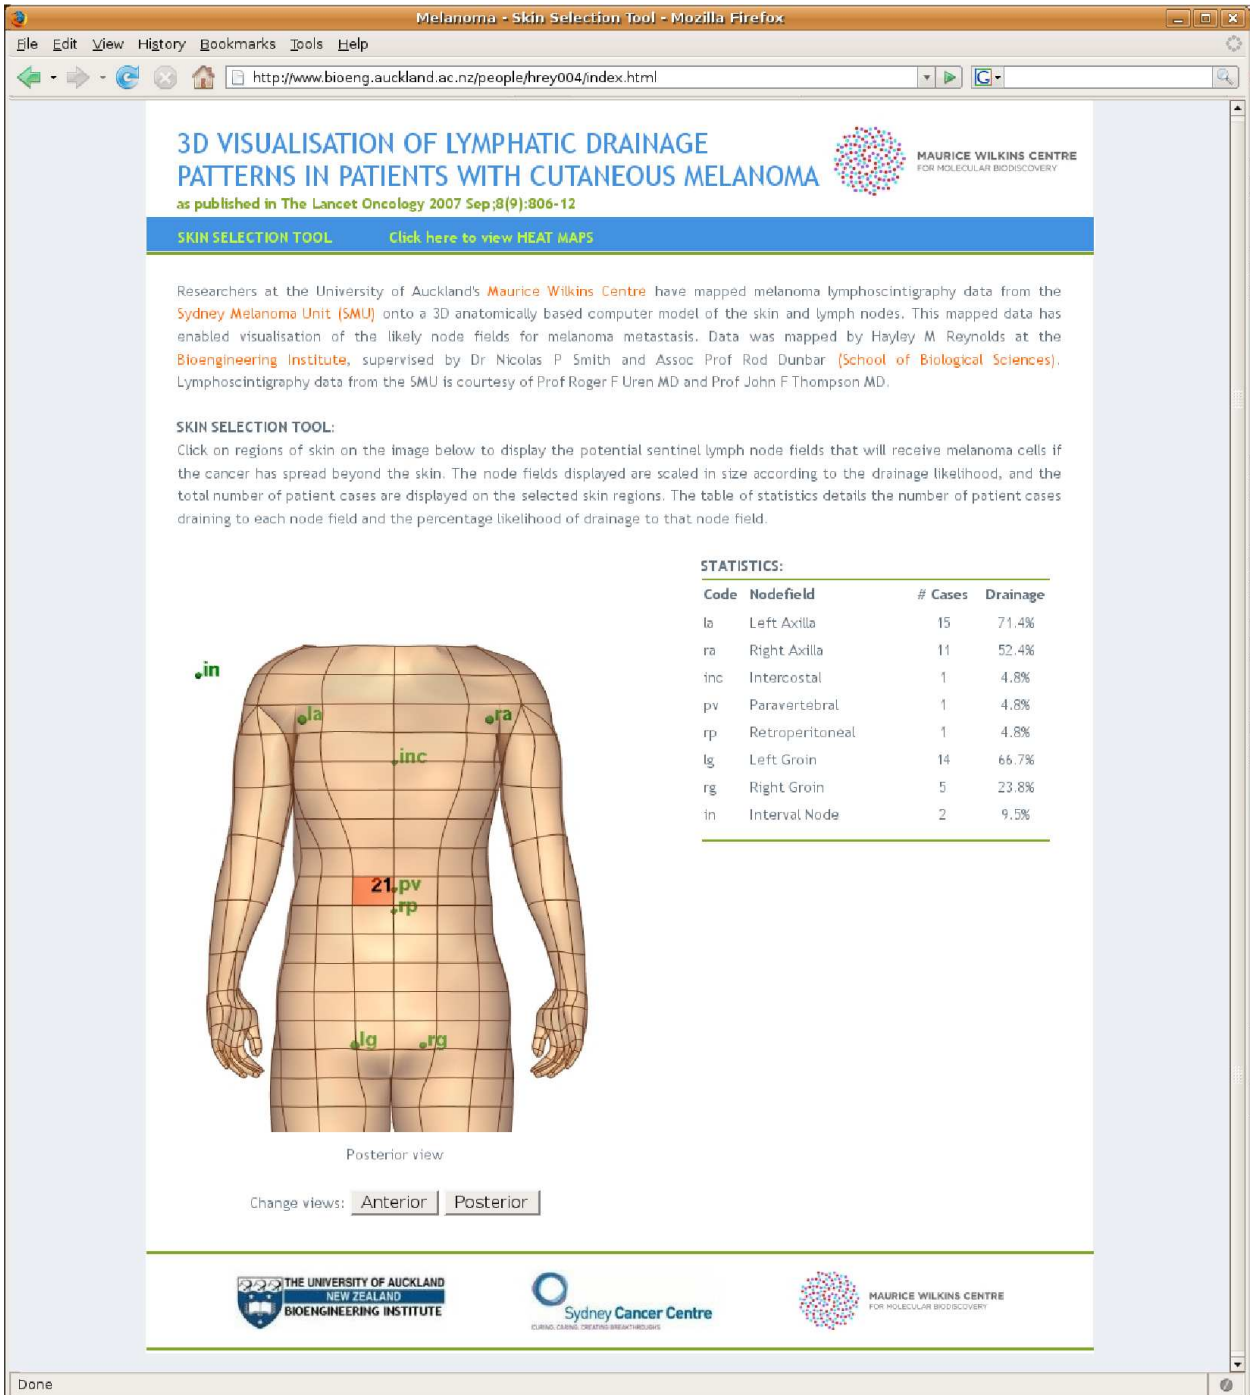 Melanoma - Skin Selection Tool - Mozilla Firefox
File Edit View History Bookmarks Tools Help
http://www.bioeng.auckland.ac.nz/people/hrey004/index.html
G
3D VISUALISATION OF LYMPHATIC DRAINAGE
PATTERNS IN PATIENTS WITH CUTANEOUS MELANOMA
as published in The Lancet Oncology 2007 Sep;8(9):806-12
MAURICE WILKINS CENTRE
FOR MOLECULAR BIODISCOVERY
SKIN SELECTION TOOL Click here to view HEAT MAPS
Researchers at the University of Auckland's Maurice Wilkins Centre have mapped melanoma lymphoscintigraphy data from the
Sydney Melanoma Unit (SMU) onto a 3D anatomically based computer model of the skin and lymph nodes. This mapped data has
enabled visualisation of the likely node fields for melanoma metastasis. Data was mapped by Hayley M Reynolds at the
Bioengineering Institute, supervised by Dr Nicolas P Smith and Assoc Prof Rod Dunbar (School of Biological Sciences).
Lymphoscintigraphy data from the SMU is courtesy of Prof Roger F Uren MD and Prof John F Thompson MD.
SKIN SELECTION TOOL:
Click on regions of skin on the image below to display the potential sentinel lymph node fields that will receive melanoma cells if
the cancer has spread beyond the skin. The node fields displayed are scaled in size according to the drainage likelihood, and the
total number of patient cases are displayed on the selected skin regions. The table of statistics details the number of patient cases
draining to each node field and the percentage likelihood of drainage to that node field.
STATISTICS:
Code Nodefield # Cases Drainage
la Left Axilla 15 71.4%
ra Right Axilla 11 52.4%
inc Intercostal 1 4.8%
pv Paravertebral 1 4.8%
rp Retroperitoneal 1 4.8%
lg Left Groin 14 66.7%
rg Right Groin 5 23.8%
in Interval Node 2 9.5%
in
la ra
inc
21 pv
rp
lg rg
Posterior view
Change views: Anterior Posterior
THE UNIVERSITY OF AUCKLAND
NEW ZEALAND
BIOENGINEERING INSTITUTE
Sydney Cancer Centre
CURING. CARING. CREATING BREAKTHROUGHS
MAURICE WILKINS CENTRE
FOR MOLECULAR BIODISCOVERY
Done